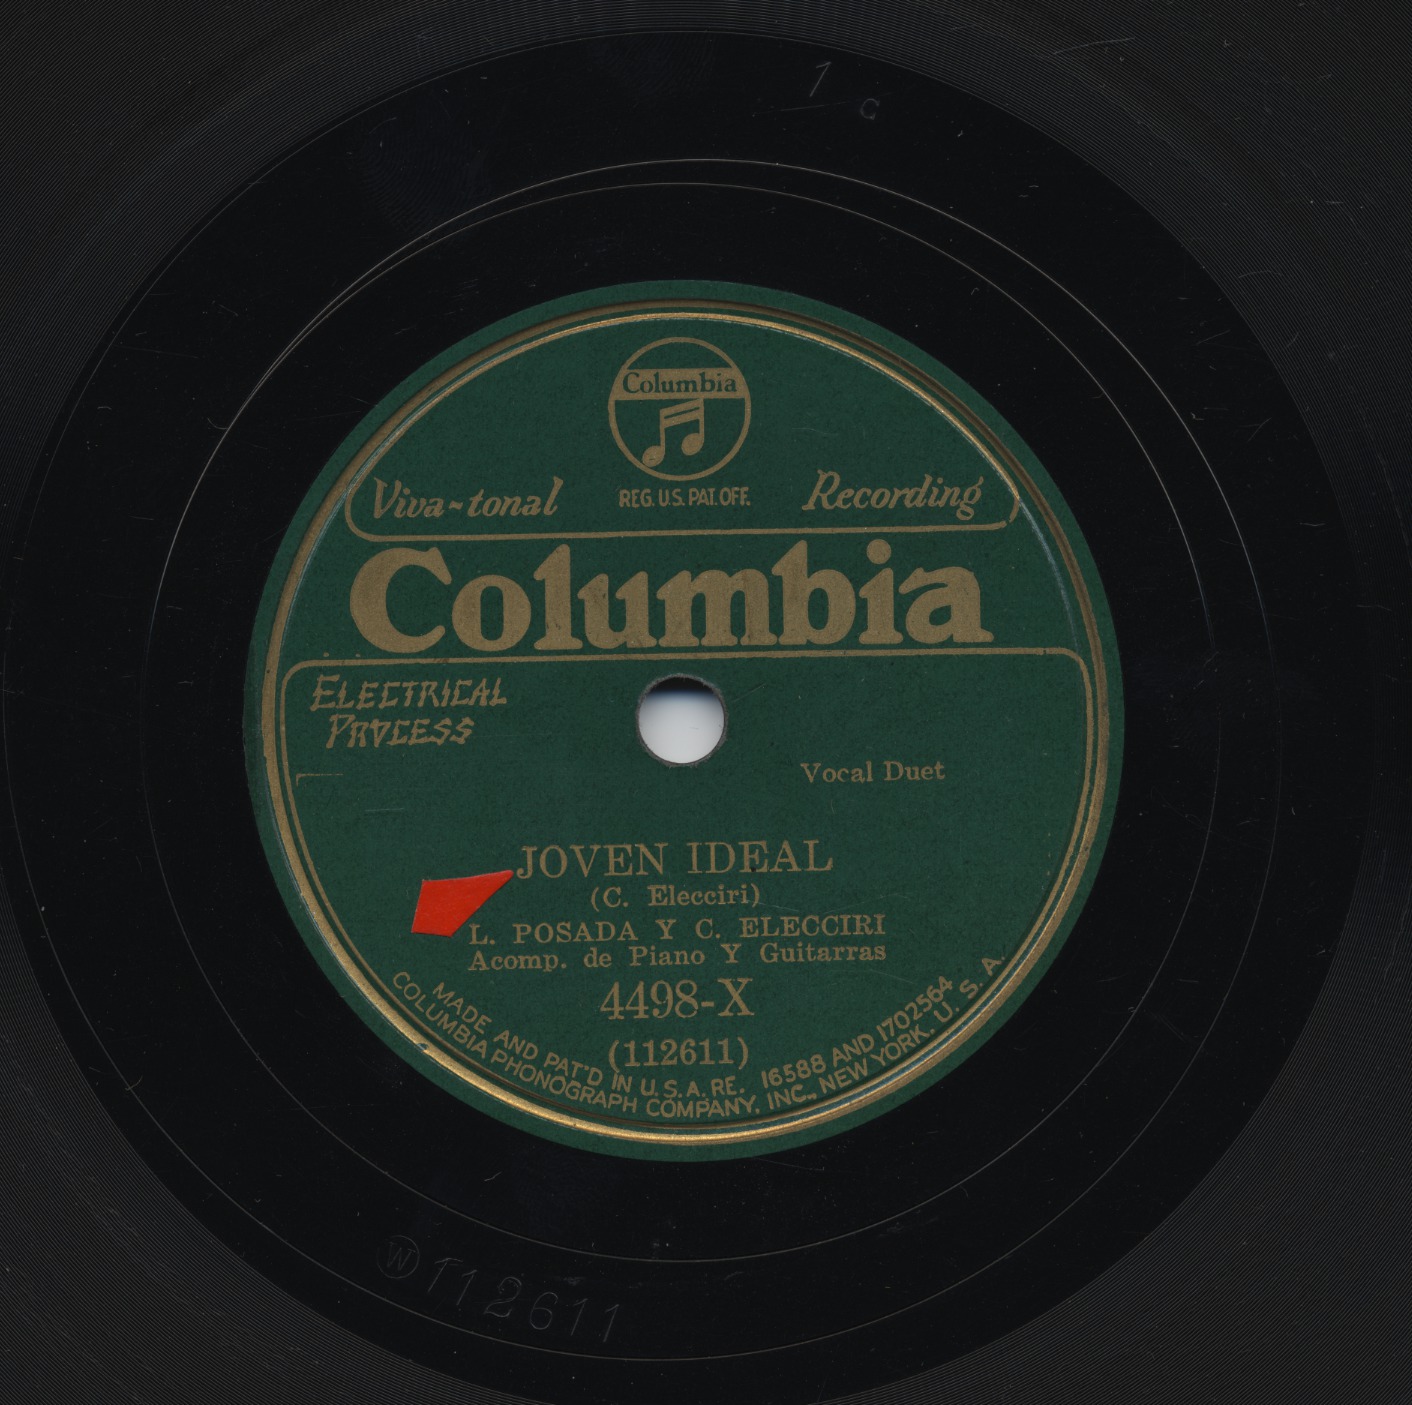 1 C
Columbia
Viva-tonal REG. U.S. PAT. OFF. Recording
Columbia
ELECTRICAL
PROCESS
Vocal Duet
JOVEN IDEAL
(C. Elecciri)
L. POSADA Y C. ELECCIRI
Acomp. de Piano Y Guitarras
4498-X
(112611)
MADE AND PAT'D IN U.S.A. RE. 16588 AND 1702564
COLUMBIA PHONOGRAPH COMPANY, INC., NEW YORK. U. S. A.
W 112611